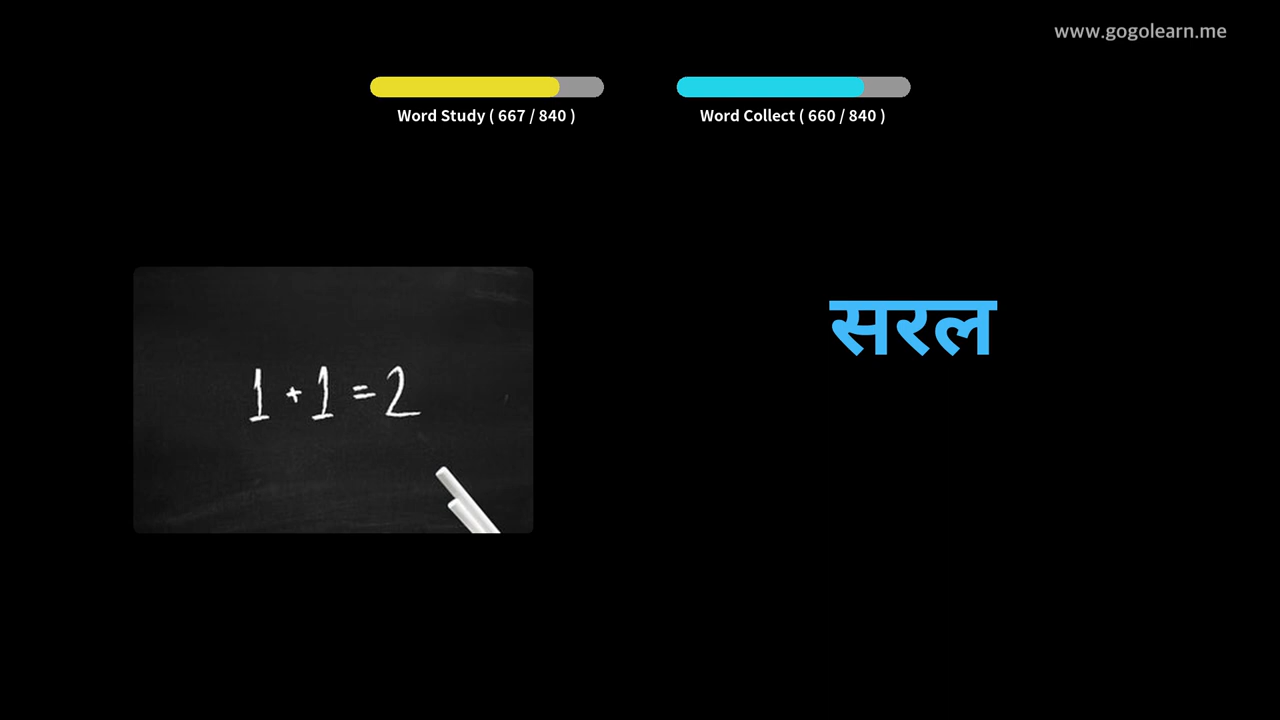 www.gogolearn.me
Word Study ( 667 / 840 )
Word Collect ( 660 / 840 )
1 + 1 = 2
सरल